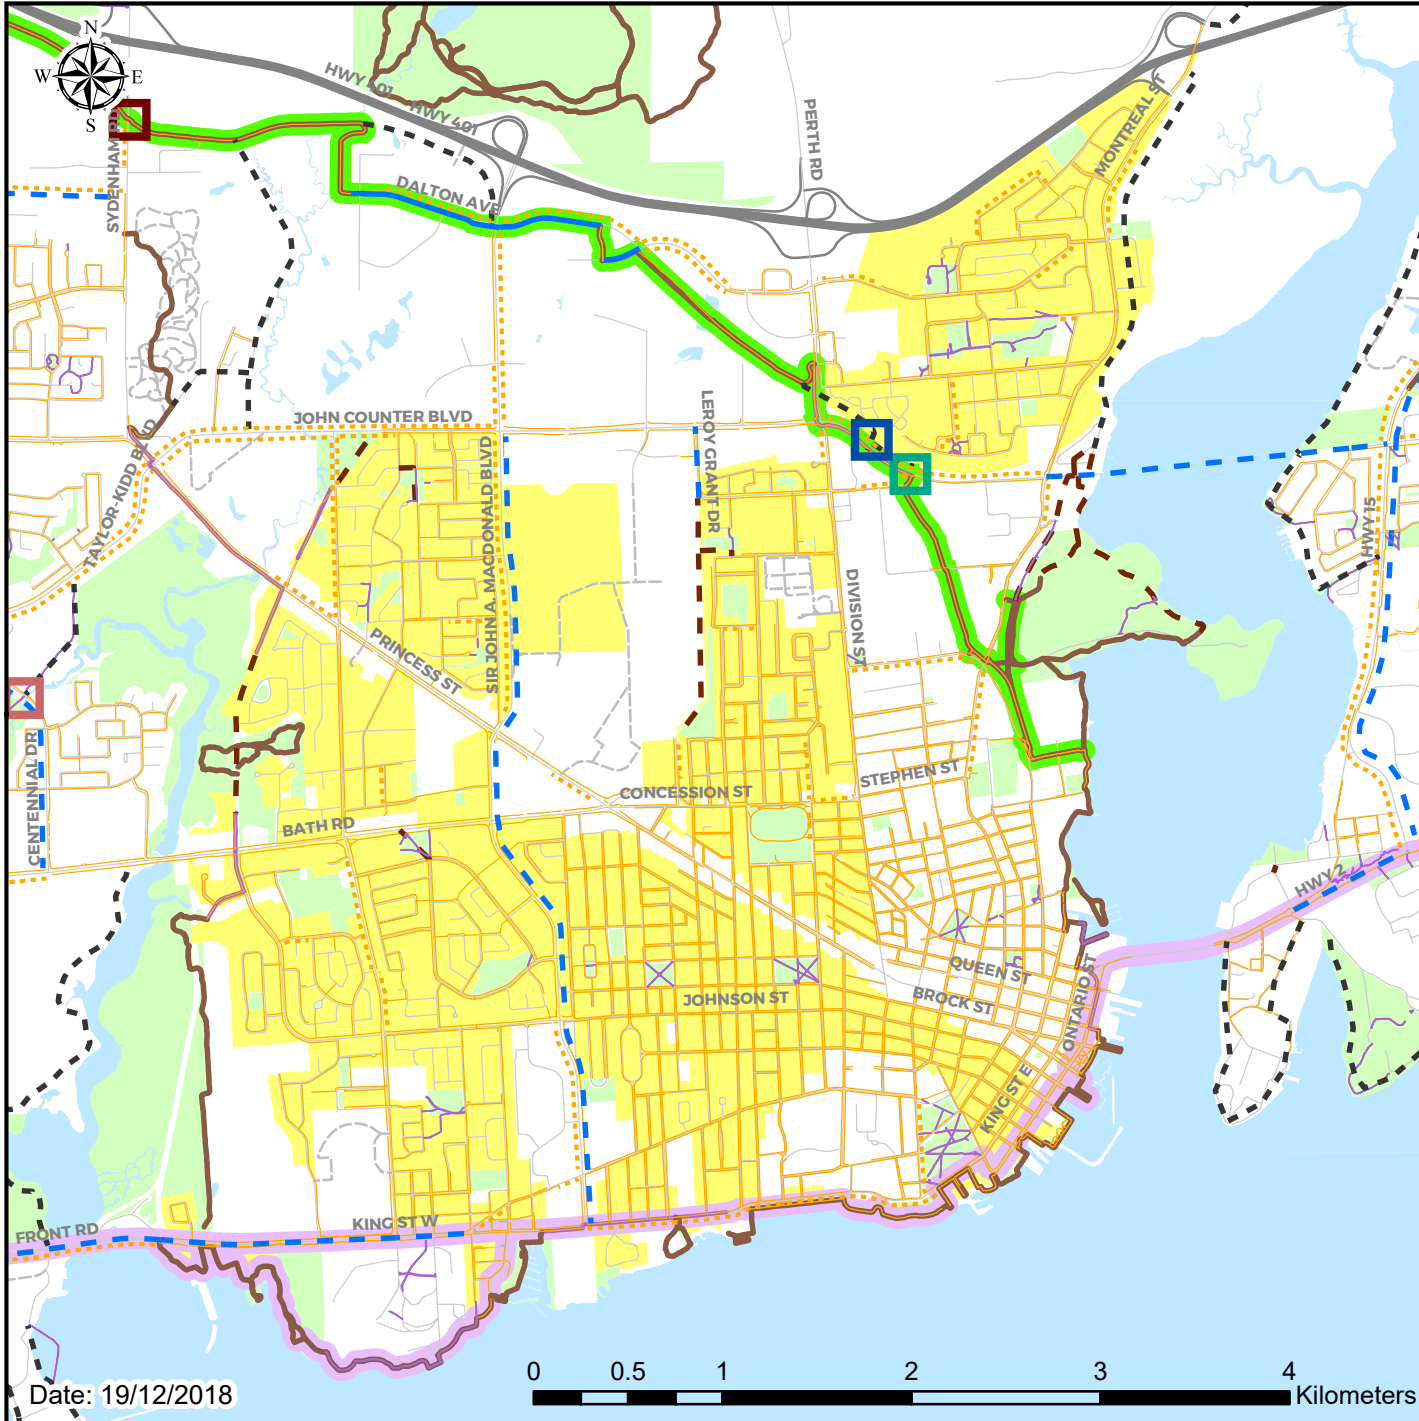 N
W E
S
HWY 401
HWY 401
PERTH RD
MONTREAL ST
SYDENHAM RD
DALTON AVE
JOHN COUNTER BLVD
LEROY GRANT DR
TAYLOR-KIDD BLVD
SIR JOHN A. MACDONALD BLVD
HWY 15
DIVISION ST
PRINCESS ST
CENTENNIAL DR
STEPHEN ST
CONCESSION ST
BATH RD
HWY 2
QUEEN ST
BROCK ST
JOHNSON ST
ONTARIO ST
KING ST E
KING ST W
FRONT RD
0 0.5 1 2 3 4
Kilometers
Date: 19/12/2018